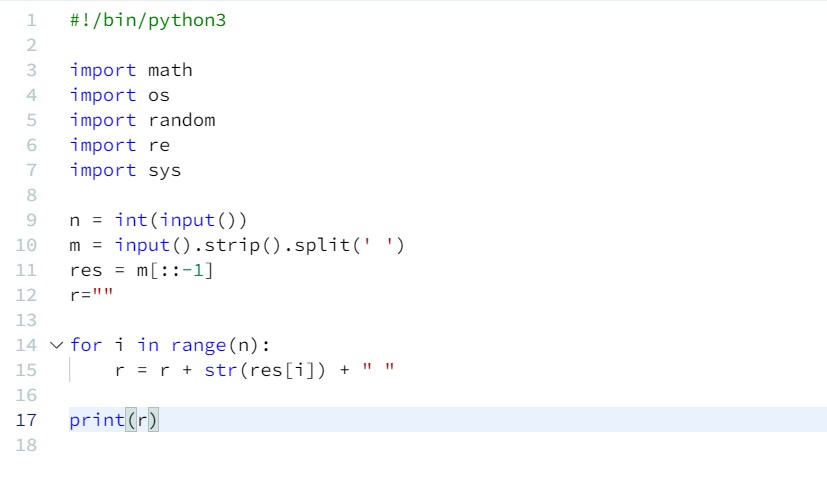 1 #!/bin/python3
2
3 import math
4 import os
5 import random
6 import re
7 import sys
8
9 n = int(input())
10 m = input().strip().split(' ')
11 res = m[::-1]
12 r=""
13
14 for i in range(n):
15     r = r + str(res[i]) + " "
16
17 print(r)
18